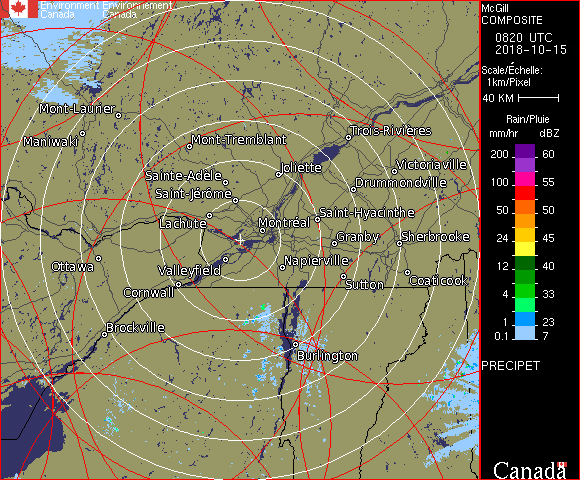 Environment Environnement
Canada Canada
McGill
COMPOSITE
0820 UTC
2018-10-15
Scale/Échelle:
1km/Pixel
40 KM
Rain/Pluie
mm/hr dBZ
200 60
100 55
50 50
24 45
12 40
4 33
1 23
0.1 7
PRECIPET
Canada
Mont-Laurier
Maniwaki
Mont-Tremblant
Trois-Rivières
Sainte-Adèle
Joliette
Victoriaville
Saint-Jérôme
Drummondville
Lachute
Montréal
Saint-Hyacinthe
Granby
Sherbrooke
Ottawa
Valleyfield
Napierville
Cornwall
Sutton
Coaticook
Brockville
Burlington